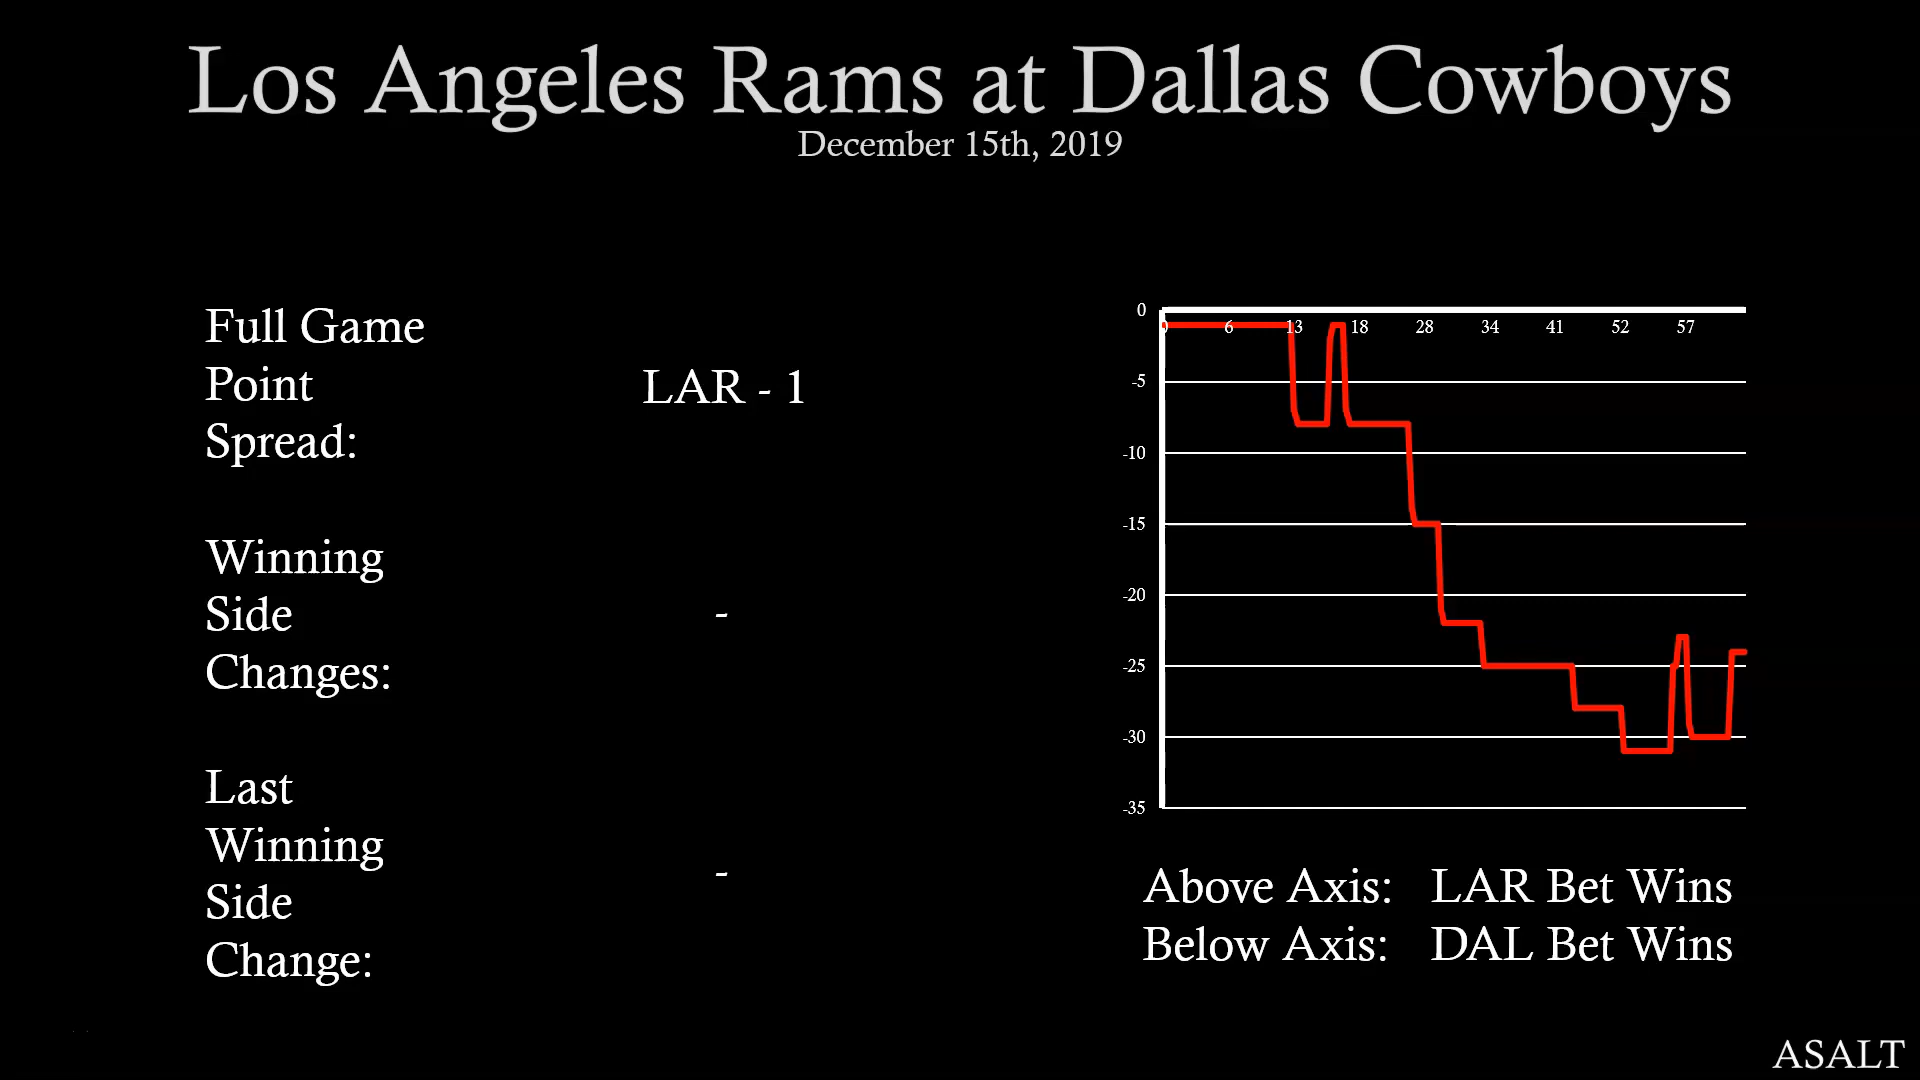 Los Angeles Rams at Dallas Cowboys
December 15th, 2019
Full Game
Point
Spread:
LAR - 1
Winning
Side
Changes:
-
Last
Winning
Side
Change:
-
0
-5
-10
-15
-20
-25
-30
-35
0 6 13 18 28 34 41 52 57
Above Axis: LAR Bet Wins
Below Axis: DAL Bet Wins
ASALT